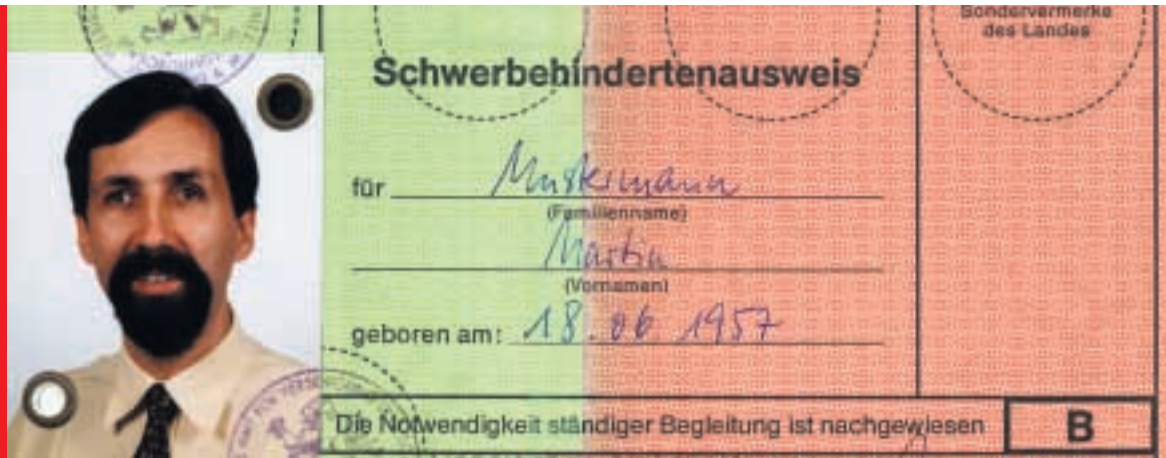 Sondervermerke
des Landes
Schwerbehindertenausweis
für Mustermann
(Familienname)
Martin
(Vornamen)
geboren am: 18.06 1957
Die Notwendigkeit ständiger Begleitung ist nachgewiesen B